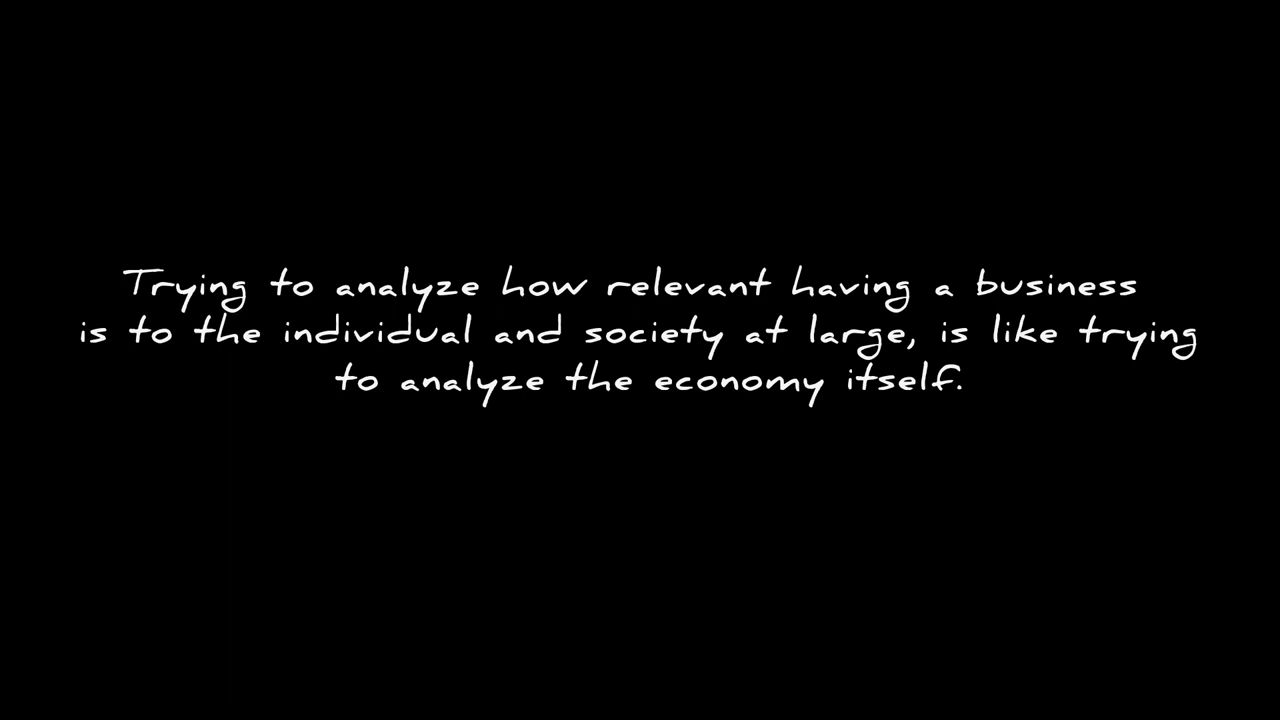 Trying to analyze how relevant having a business
is to the individual and society at large, is like trying
to analyze the economy itself.